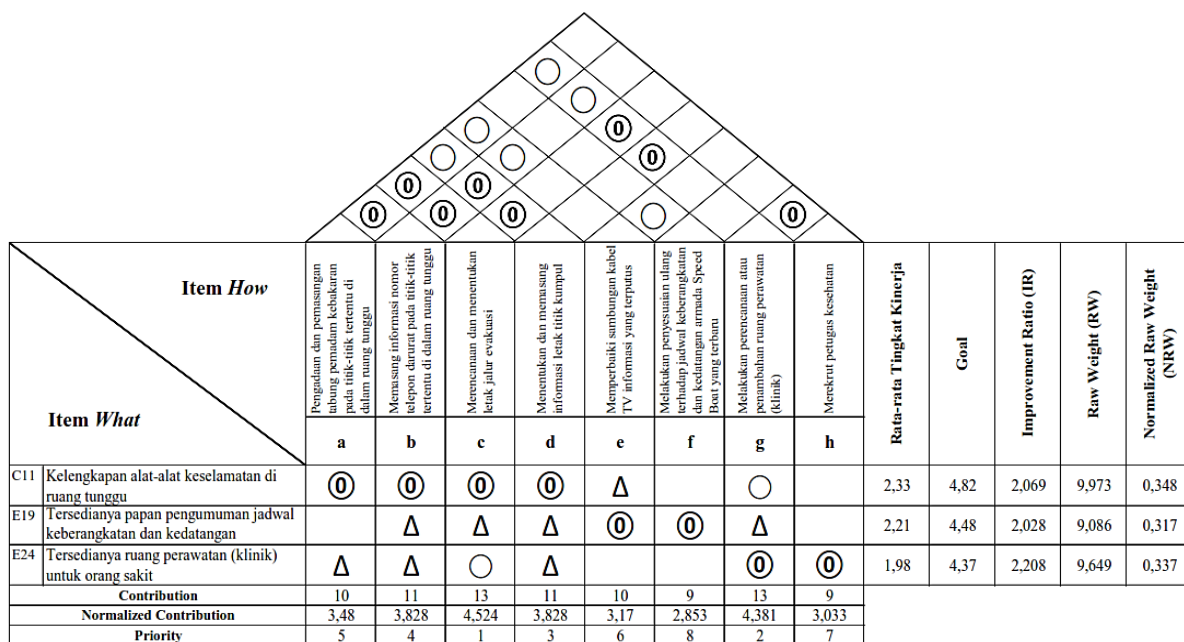 Item How
Item What
Pengadaan dan pemasangan
tabung pemadam kebakaran
pada titik-titik tertentu di
dalam ruang tunggu
Memasang informasi nomor
telepon darurat pada titik-titik
tertentu di dalam ruang tunggu
Merencanaan dan menentukan
letak jalur evakuasi
Menentukan dan memasang
informasi letak titik kumpul
Memperbaiki sambungan kabel
TV informasi yang terputus
Melakukan penyesuaian ulang
terhadap jadwal keberangkatan
dan kedatangan armada Speed
Boat yang terbaru
Melakukan perencanaan atau
penambahan ruang perawatan
(klinik)
Merekrut petugas kesehatan
Rata-rata Tingkat Kinerja
Goal
Improvement Ratio (IR)
Raw Weight (RW)
Normalized Raw Weight
(NRW)
a b c d e f g h
C11 Kelengkapan alat-alat keselamatan di
ruang tunggu
0 0 0 0 Δ ○ 2,33 4,82 2,069 9,973 0,348
E19 Tersedianya papan pengumuman jadwal
keberangkatan dan kedatangan
Δ Δ Δ 0 0 Δ 2,21 4,48 2,028 9,086 0,317
E24 Tersedianya ruang perawatan (klinik)
untuk orang sakit
Δ Δ ○ Δ 0 0 1,98 4,37 2,208 9,649 0,337
Contribution 10 11 13 11 10 9 13 9
Normalized Contribution 3,48 3,828 4,524 3,828 3,17 2,853 4,381 3,033
Priority 5 4 1 3 6 8 2 7